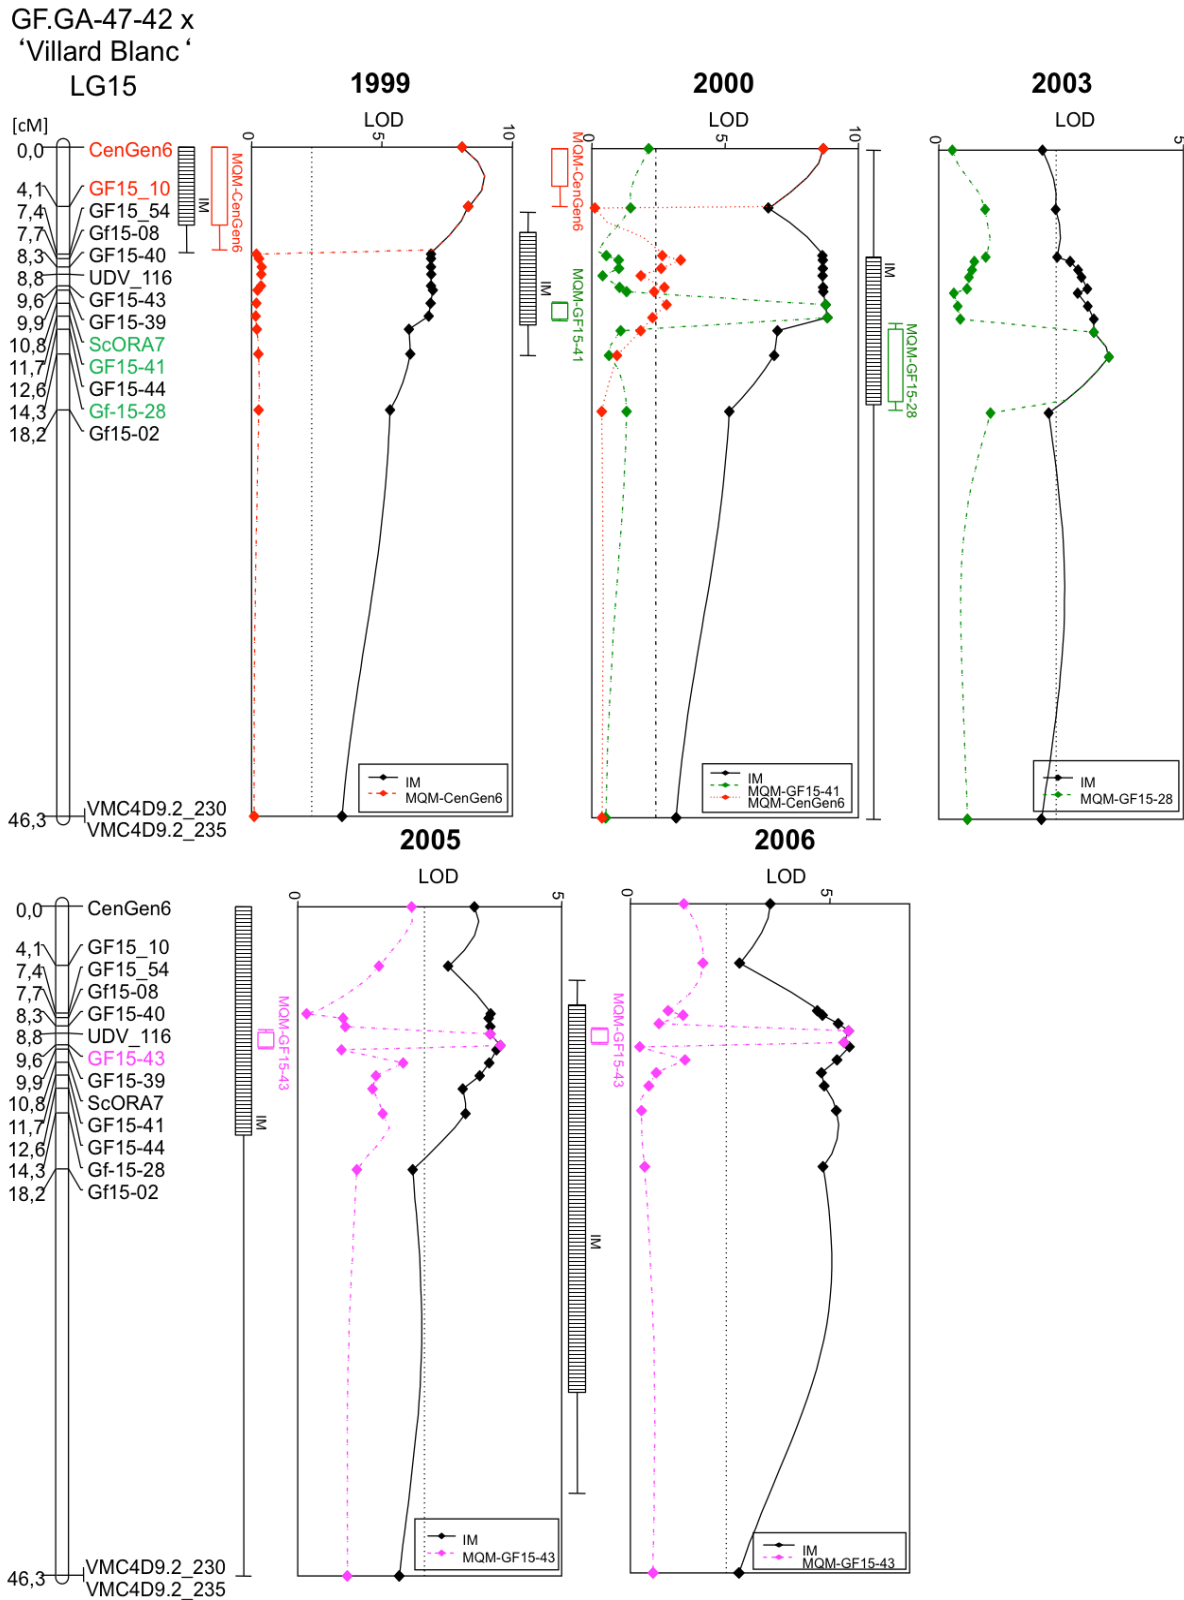 GF.GA-47-42 x
‘Villard Blanc ‘
LG15
1999
2000
2003
LOD
LOD
LOD
0
5
10
0
5
10
0
5
[cM]
0,0 CenGen6
4,1 GF15_10
7,4 GF15_54
7,7 Gf15-08
8,3 GF15-40
8,8 UDV_116
9,6 GF15-43
9,9 GF15-39
10,8 ScORA7
11,7 GF15-41
12,6 GF15-44
14,3 Gf-15-28
18,2 Gf15-02
46,3 VMC4D9.2_230
VMC4D9.2_235
IM
MQM-CenGen6
MQM-CenGen6
IM
MQM-GF15-41
IM
MQM-GF15-28
IM
MQM-CenGen6
IM
MQM-GF15-41
MQM-CenGen6
IM
MQM-GF15-28
2005
2006
LOD
LOD
0
5
0
5
0,0 CenGen6
4,1 GF15_10
7,4 GF15_54
7,7 Gf15-08
8,3 GF15-40
8,8 UDV_116
9,6 GF15-43
9,9 GF15-39
10,8 ScORA7
11,7 GF15-41
12,6 GF15-44
14,3 Gf-15-28
18,2 Gf15-02
46,3 VMC4D9.2_230
VMC4D9.2_235
IM
MQM-GF15-43
IM
MQM-GF15-43
IM
MQM-GF15-43
IM
MQM-GF15-43